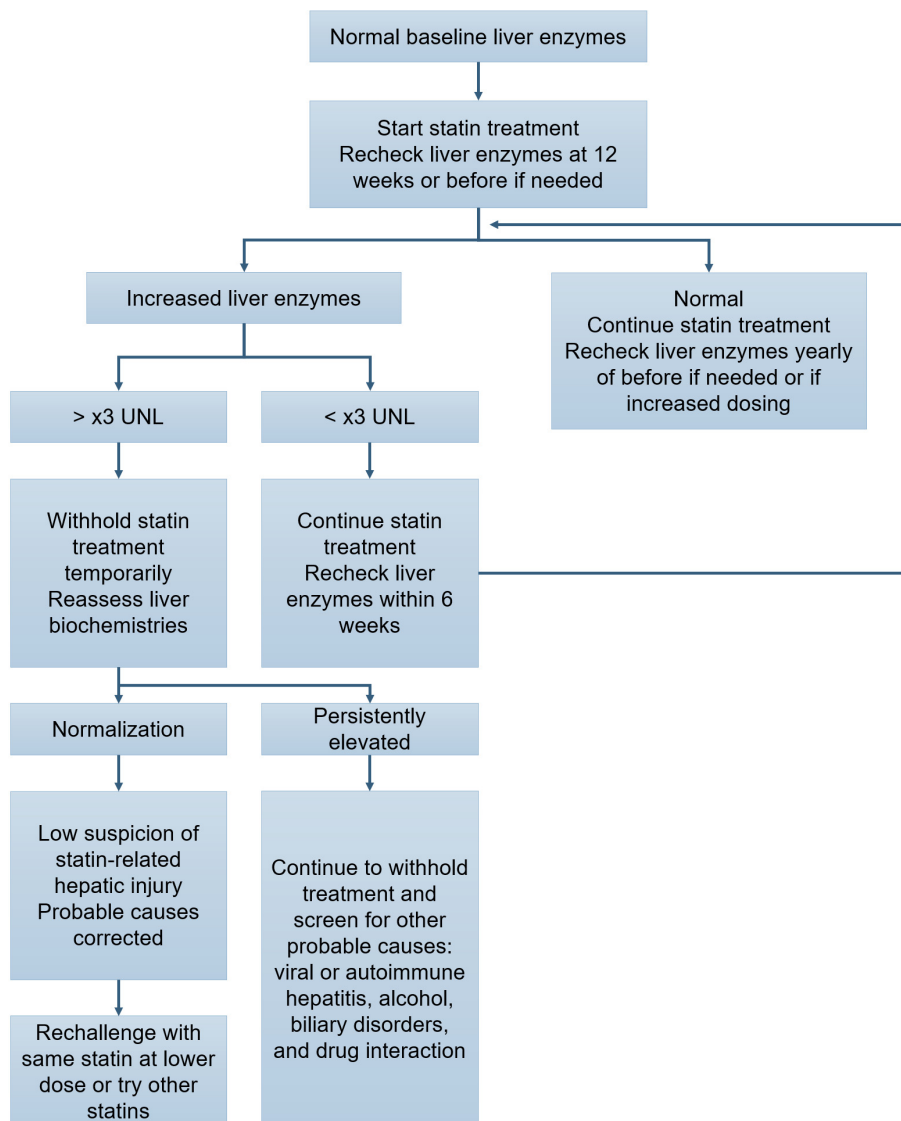 Normal baseline liver enzymes
Start statin treatment
Recheck liver enzymes at 12
weeks or before if needed
Increased liver enzymes
Normal
Continue statin treatment
Recheck liver enzymes yearly
of before if needed or if
increased dosing
> x3 UNL
< x3 UNL
Withhold statin
treatment
temporarily
Reassess liver
biochemistries
Continue statin
treatment
Recheck liver
enzymes within 6
weeks
Normalization
Persistently
elevated
Low suspicion of
statin-related
hepatic injury
Probable causes
corrected
Continue to withhold
treatment and
screen for other
probable causes:
viral or autoimmune
hepatitis, alcohol,
biliary disorders,
and drug interaction
Rechallenge with
same statin at lower
dose or try other
statins